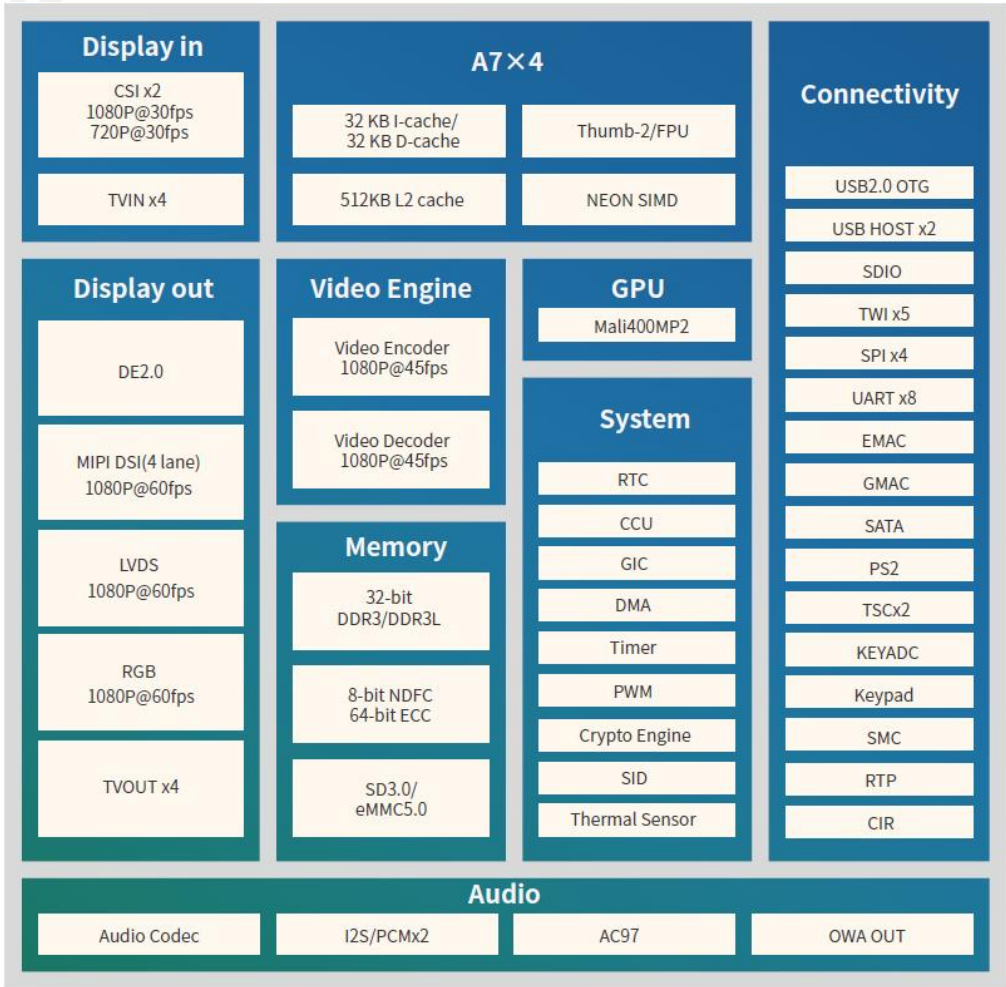 Display in
CSI x2
1080P@30fps
720P@30fps
TVIN x4
A7×4
32 KB I-cache/
32 KB D-cache
Thumb-2/FPU
512KB L2 cache
NEON SIMD
Connectivity
USB2.0 OTG
USB HOST x2
SDIO
TWI x5
SPI x4
UART x8
EMAC
GMAC
SATA
PS2
TSCx2
KEYADC
Keypad
SMC
RTP
CIR
Display out
DE2.0
MIPI DSI(4 lane)
1080P@60fps
LVDS
1080P@60fps
RGB
1080P@60fps
TVOUT x4
Video Engine
Video Encoder
1080P@45fps
Video Decoder
1080P@45fps
GPU
Mali400MP2
Memory
32-bit
DDR3/DDR3L
8-bit NDFC
64-bit ECC
SD3.0/
eMMC5.0
System
RTC
CCU
GIC
DMA
Timer
PWM
Crypto Engine
SID
Thermal Sensor
Audio
Audio Codec
I2S/PCMx2
AC97
OWA OUT